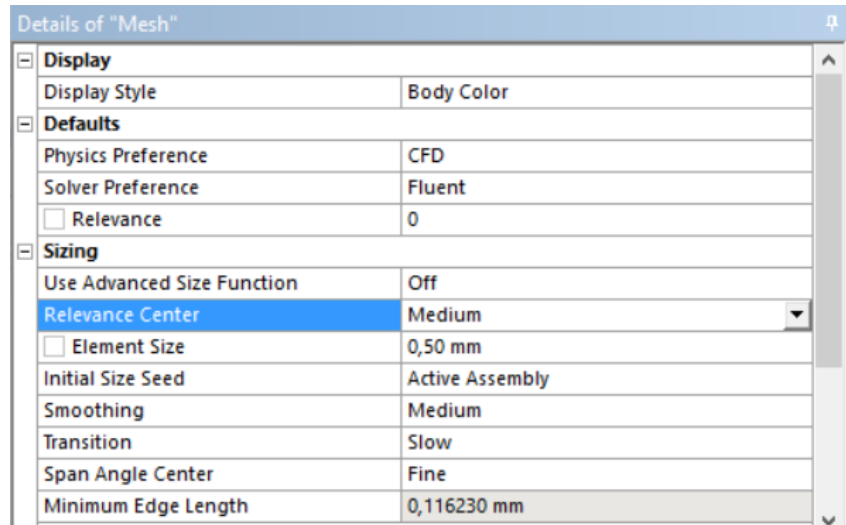 Details of "Mesh"
Display
Display Style Body Color
Defaults
Physics Preference CFD
Solver Preference Fluent
Relevance 0
Sizing
Use Advanced Size Function Off
Relevance Center Medium
Element Size 0,50 mm
Initial Size Seed Active Assembly
Smoothing Medium
Transition Slow
Span Angle Center Fine
Minimum Edge Length 0,116230 mm